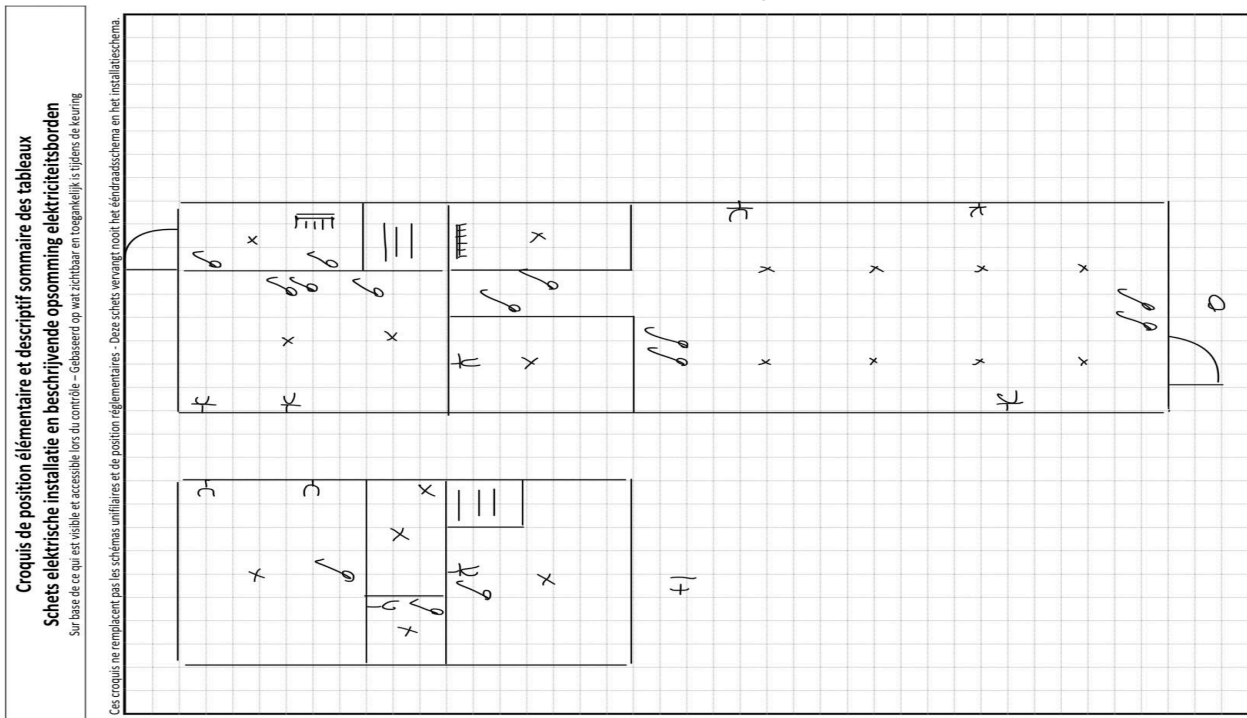 Croquis de position élémentaire et descriptif sommaire des tableaux
Schets elektrische installatie en beschrijvende opsomming elektriciteitsborden
Sur base de ce qui est visible et accessible lors du contrôle – Gebaseerd op wat zichtbaar en toegankelijk is tijdens de keuring
Ces croquis ne remplacent pas les schémas unifilaires et de position réglementaires - Deze schets vervangt nooit het ééndraadsschema en het installatieschema.
0
+1